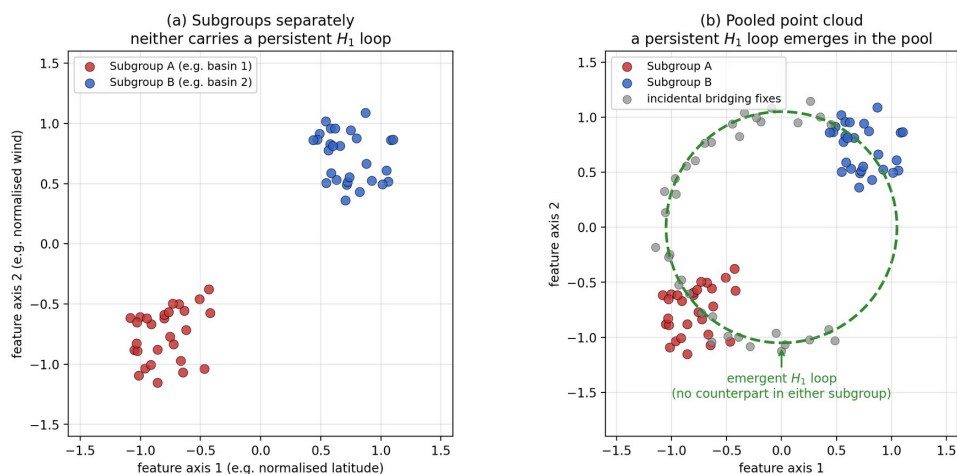 (a) Subgroups separately
neither carries a persistent H₁ loop
Subgroup A (e.g. basin 1)
Subgroup B (e.g. basin 2)
feature axis 2 (e.g. normalised wind)
1.5
1.0
0.5
0.0
−0.5
−1.0
−1.5
−1.5 −1.0 −0.5 0.0 0.5 1.0 1.5
feature axis 1 (e.g. normalised latitude)
(b) Pooled point cloud
a persistent H₁ loop emerges in the pool
Subgroup A
Subgroup B
incidental bridging fixes
feature axis 2
1.5
1.0
0.5
0.0
−0.5
−1.0
−1.5
emergent H₁ loop
(no counterpart in either subgroup)
−1.5 −1.0 −0.5 0.0 0.5 1.0 1.5
feature axis 1